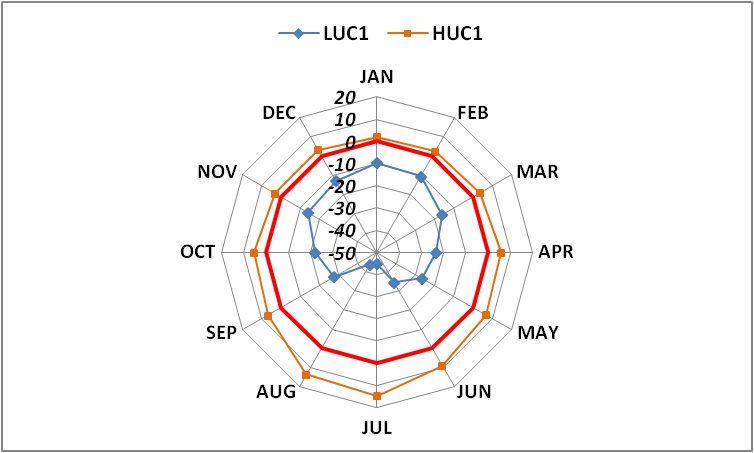 LUC1 HUC1
JAN
FEB
MAR
APR
MAY
JUN
JUL
AUG
SEP
OCT
NOV
DEC
20
10
0
-10
-20
-30
-40
-50